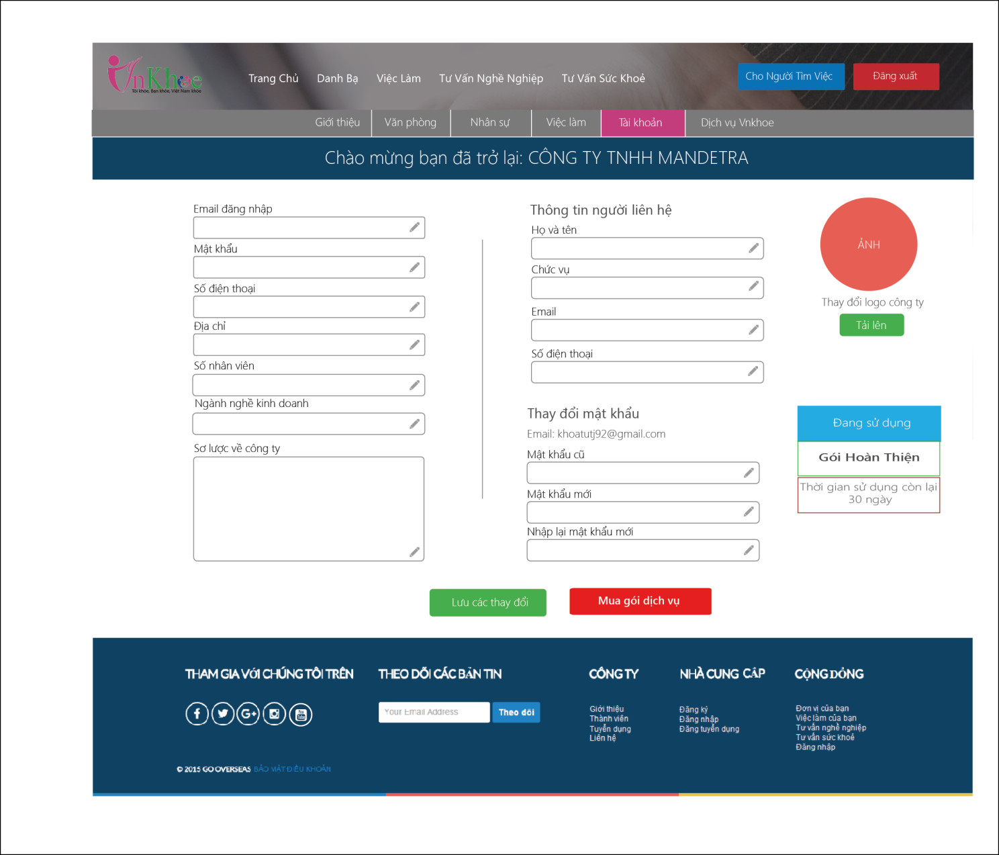 VnKhoe
Tôi khỏe, Bạn khỏe, Việt Nam khỏe
Trang Chủ
Danh Bạ
Việc Làm
Tư Vấn Nghề Nghiệp
Tư Vấn Sức Khoẻ
Cho Người Tìm Việc
Đăng xuất
Giới thiệu
Văn phòng
Nhân sự
Việc làm
Tài khoản
Dịch vụ Vnkhoe
Chào mừng bạn đã trở lại: CÔNG TY TNHH MANDETRA
Email đăng nhập
Mật khẩu
Số điện thoại
Địa chỉ
Số nhân viên
Ngành nghề kinh doanh
Sơ lược về công ty
Thông tin người liên hệ
Họ và tên
Chức vụ
Email
Số điện thoại
Thay đổi mật khẩu
Email: khoatutj92@gmail.com
Mật khẩu cũ
Mật khẩu mới
Nhập lại mật khẩu mới
ẢNH
Thay đổi logo công ty
Tải lên
Đang sử dụng
Gói Hoàn Thiện
Thời gian sử dụng còn lại
30 ngày
Lưu các thay đổi
Mua gói dịch vụ
THAM GIA VỚI CHÚNG TÔI TRÊN
You
Tube
THEO DÕI CÁC BẢN TIN
Your Email Address
Theo dõi
CÔNG TY
Giới thiệu
Thành viên
Tuyển dụng
Liên hệ
NHÀ CUNG CẤP
Đăng ký
Đăng nhập
Đăng tuyển dụng
CỘNG ĐỒNG
Đơn vị của bạn
Việc làm của bạn
Tư vấn nghề nghiệp
Tư vấn sức khoẻ
Đăng nhập
© 2015 GO OVERSEAS BẢO MẬT ĐIỀU KHOẢN